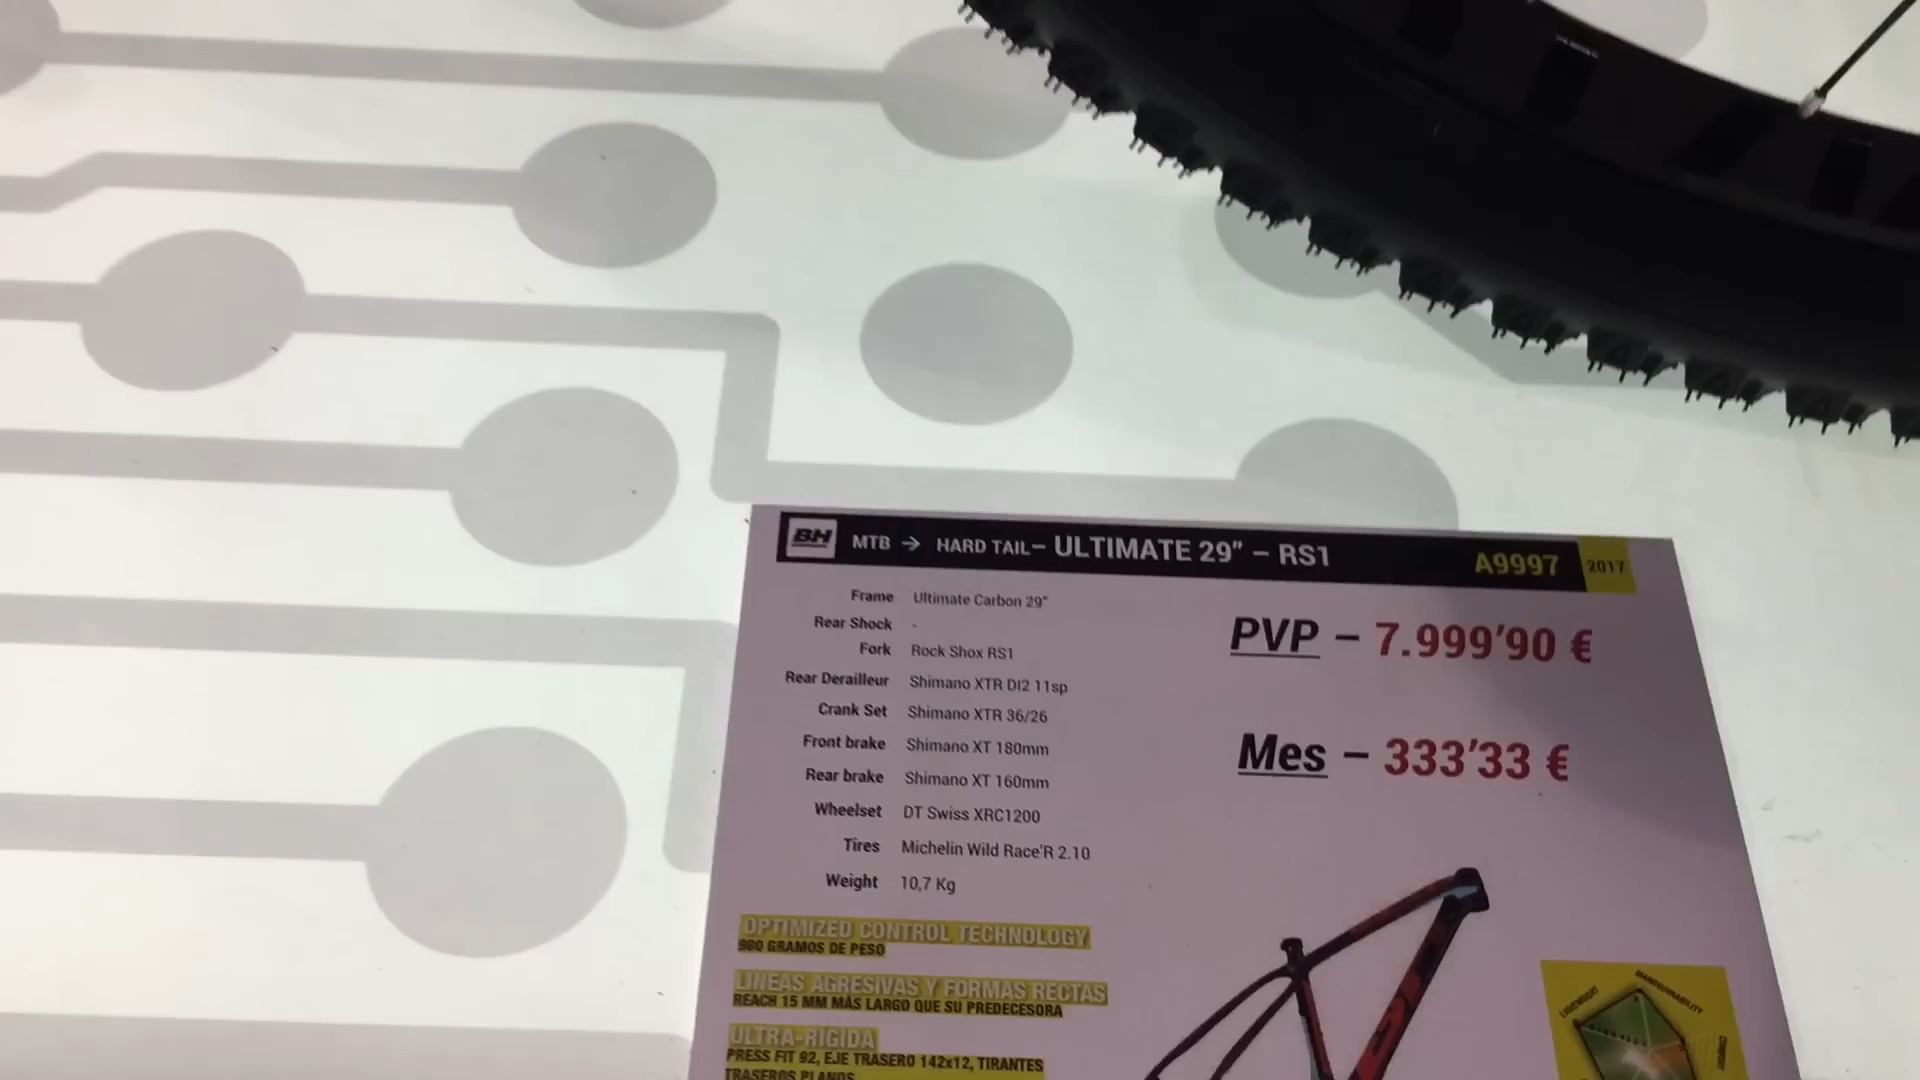 BH MTB → HARD TAIL– ULTIMATE 29" – RS1 A9997 2017
Frame Ultimate Carbon 29"
Rear Shock -
Fork Rock Shox RS1
Rear Derailleur Shimano XTR DI2 11sp
Crank Set Shimano XTR 36/26
Front brake Shimano XT 180mm
Rear brake Shimano XT 160mm
Wheelset DT Swiss XRC1200
Tires Michelin Wild Race'R 2.10
Weight 10,7 Kg
PVP – 7.999'90 €
Mes – 333'33 €
OPTIMIZED CONTROL TECHNOLOGY
980 GRAMOS DE PESO
LINEAS AGRESIVAS Y FORMAS RECTAS
REACH 15 MM MÁS LARGO QUE SU PREDECESORA
ULTRA-RIGIDA
PRESS FIT 92, EJE TRASERO 142x12, TIRANTES
TRASEROS PLANOS
LIGHTWEIGHT
MANOEUVRABILITY